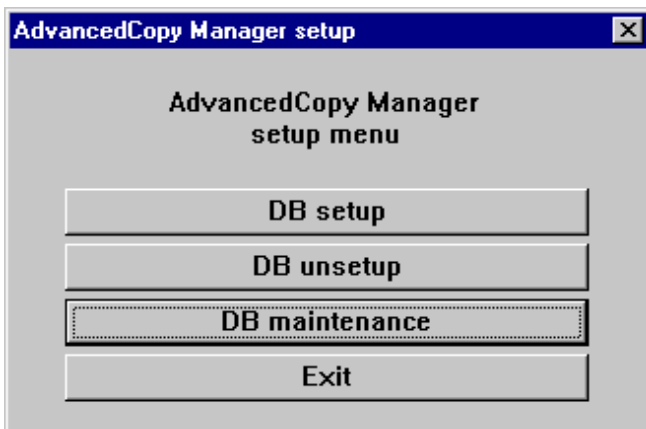 AdvancedCopy Manager setup
AdvancedCopy Manager
setup menu
DB setup
DB unsetup
DB maintenance
Exit